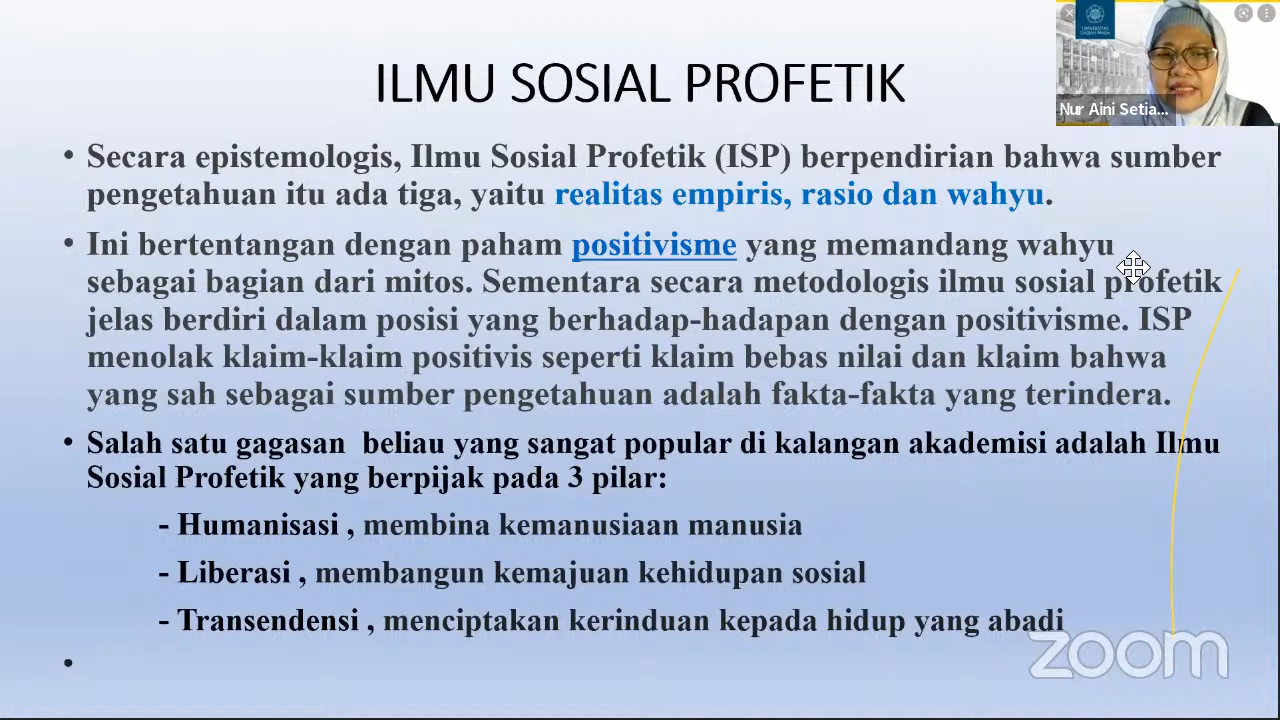 ILMU SOSIAL PROFETIK
UNIVERSITAS
GADJAH MADA
Nur Aini Setia...
• Secara epistemologis, Ilmu Sosial Profetik (ISP) berpendirian bahwa sumber
pengetahuan itu ada tiga, yaitu realitas empiris, rasio dan wahyu.
• Ini bertentangan dengan paham positivisme yang memandang wahyu
sebagai bagian dari mitos. Sementara secara metodologis ilmu sosial profetik
jelas berdiri dalam posisi yang berhadap-hadapan dengan positivisme. ISP
menolak klaim-klaim positivis seperti klaim bebas nilai dan klaim bahwa
yang sah sebagai sumber pengetahuan adalah fakta-fakta yang terindera.
• Salah satu gagasan  beliau yang sangat popular di kalangan akademisi adalah Ilmu
Sosial Profetik yang berpijak pada 3 pilar:
- Humanisasi , membina kemanusiaan manusia
- Liberasi , membangun kemajuan kehidupan sosial
- Transendensi , menciptakan kerinduan kepada hidup yang abadi
•
zoom